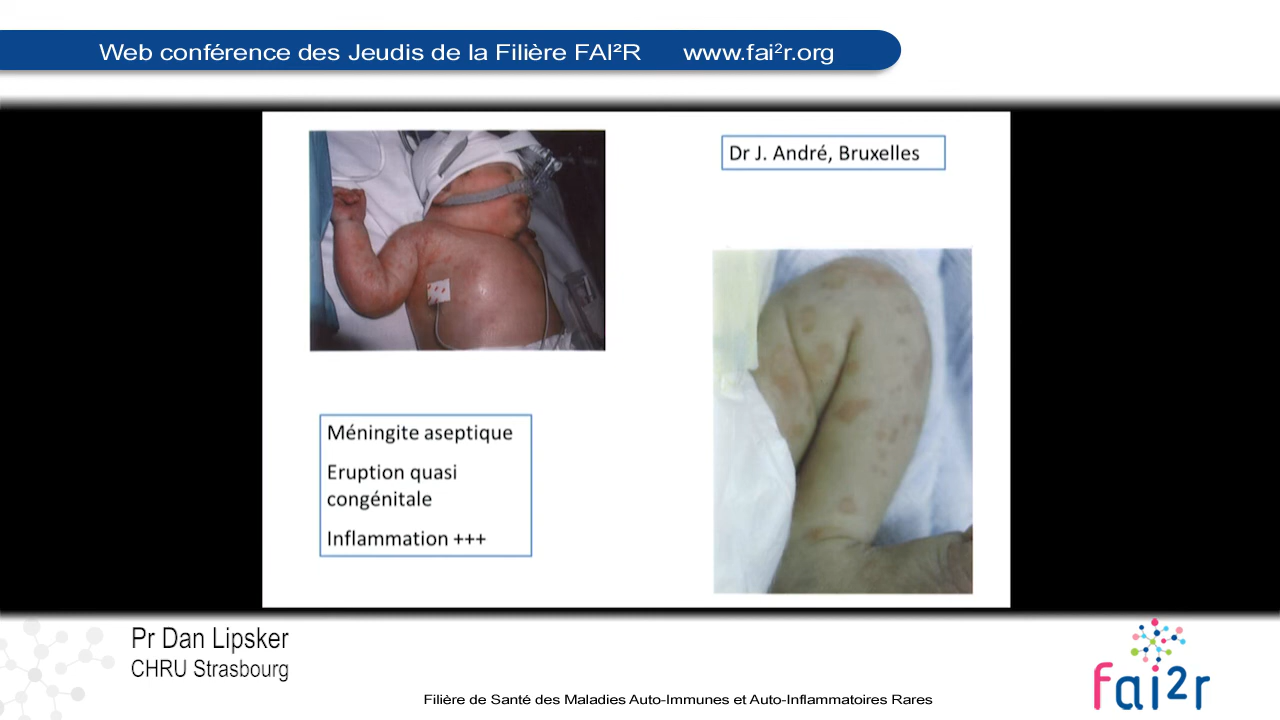 Web conférence des Jeudis de la Filière FAI²R www.fai²r.org
Dr J. André, Bruxelles
Méningite aseptique
Eruption quasi
congénitale
Inflammation +++
Pr Dan Lipsker
CHRU Strasbourg
Filière de Santé des Maladies Auto-Immunes et Auto-Inflammatoires Rares
fai2r